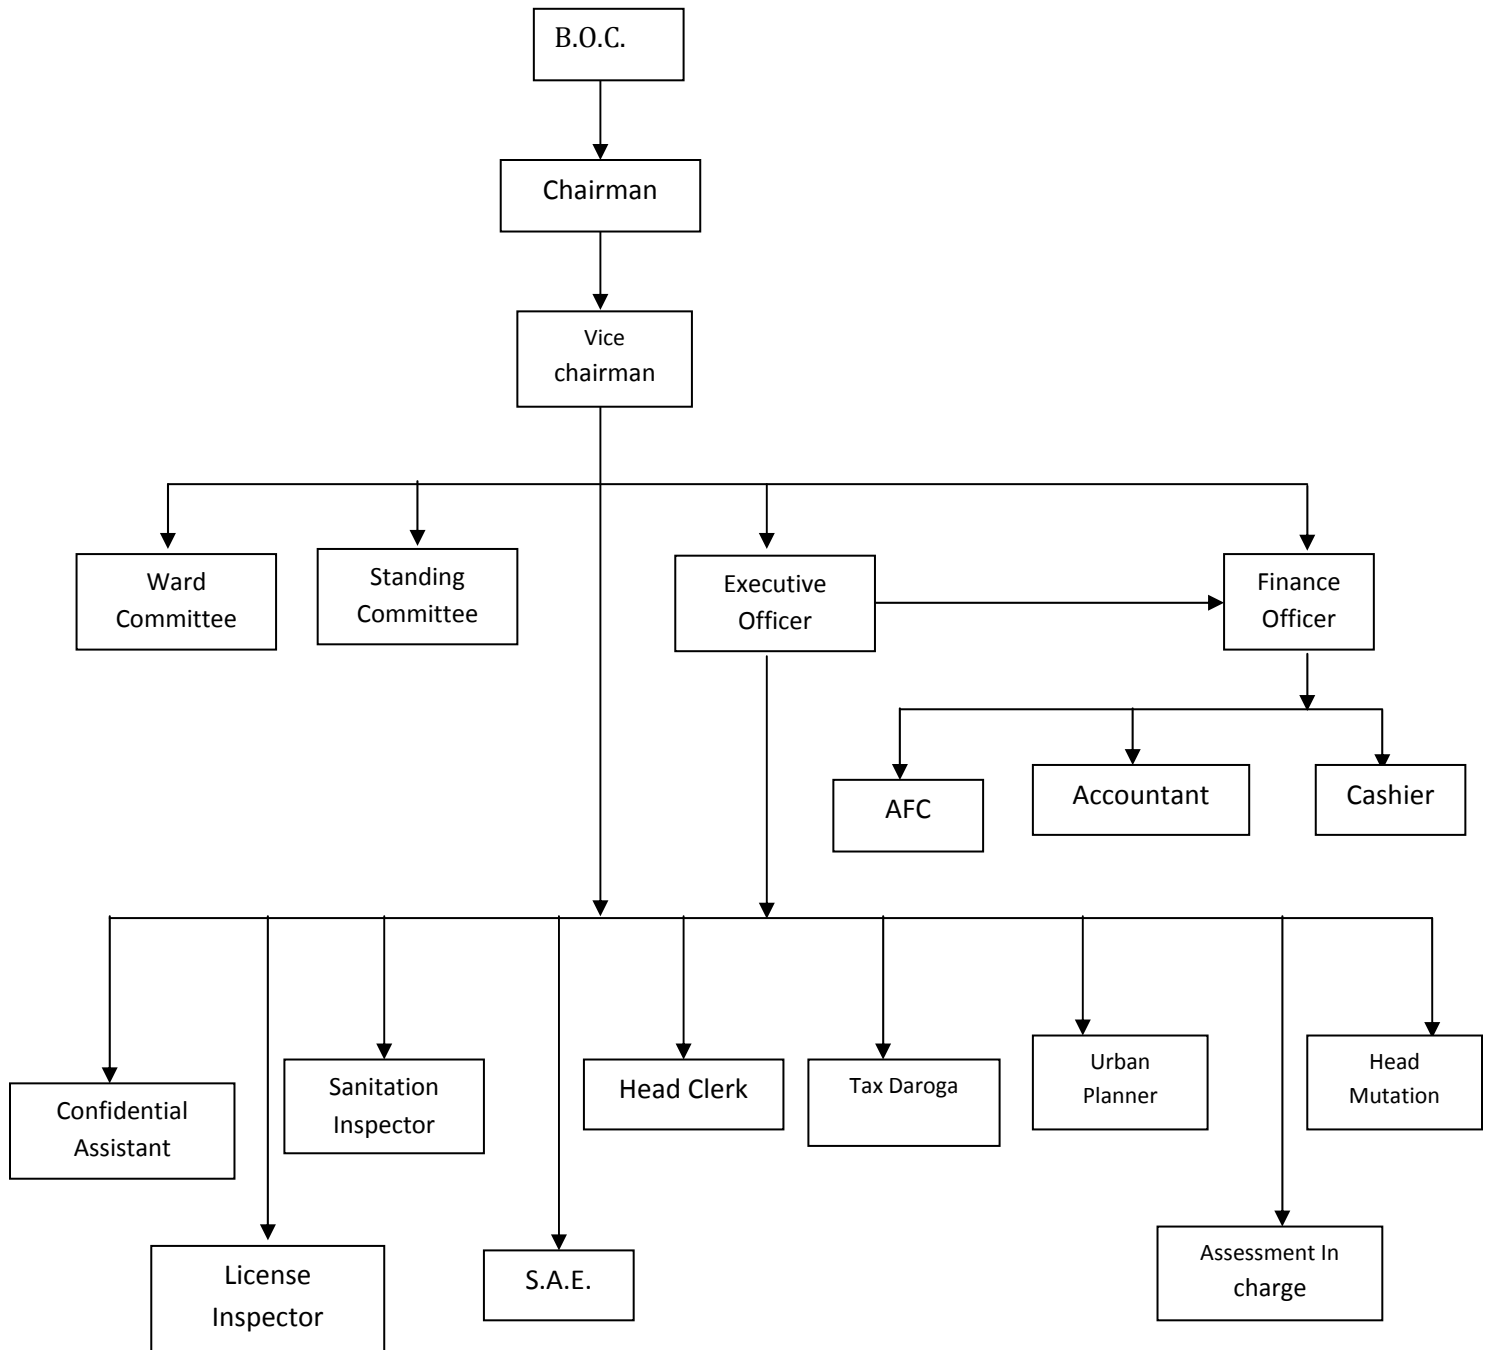 B.O.C.
Chairman
Vice
chairman
Ward
Committee
Standing
Committee
Executive
Officer
Finance
Officer
AFC
Accountant
Cashier
Confidential
Assistant
Sanitation
Inspector
Head Clerk
Tax Daroga
Urban
Planner
Head
Mutation
License
Inspector
S.A.E.
Assessment In
charge